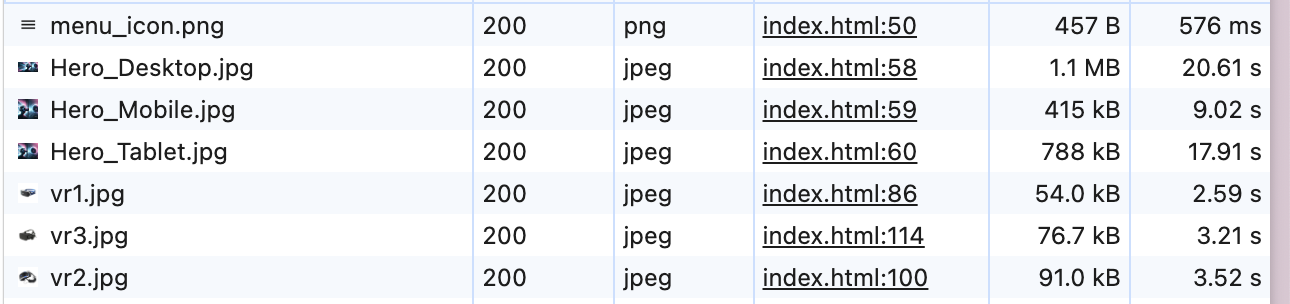 menu_icon.png 200 png index.html:50 457 B 576 ms
Hero_Desktop.jpg 200 jpeg index.html:58 1.1 MB 20.61 s
Hero_Mobile.jpg 200 jpeg index.html:59 415 kB 9.02 s
Hero_Tablet.jpg 200 jpeg index.html:60 788 kB 17.91 s
vr1.jpg 200 jpeg index.html:86 54.0 kB 2.59 s
vr3.jpg 200 jpeg index.html:114 76.7 kB 3.21 s
vr2.jpg 200 jpeg index.html:100 91.0 kB 3.52 s